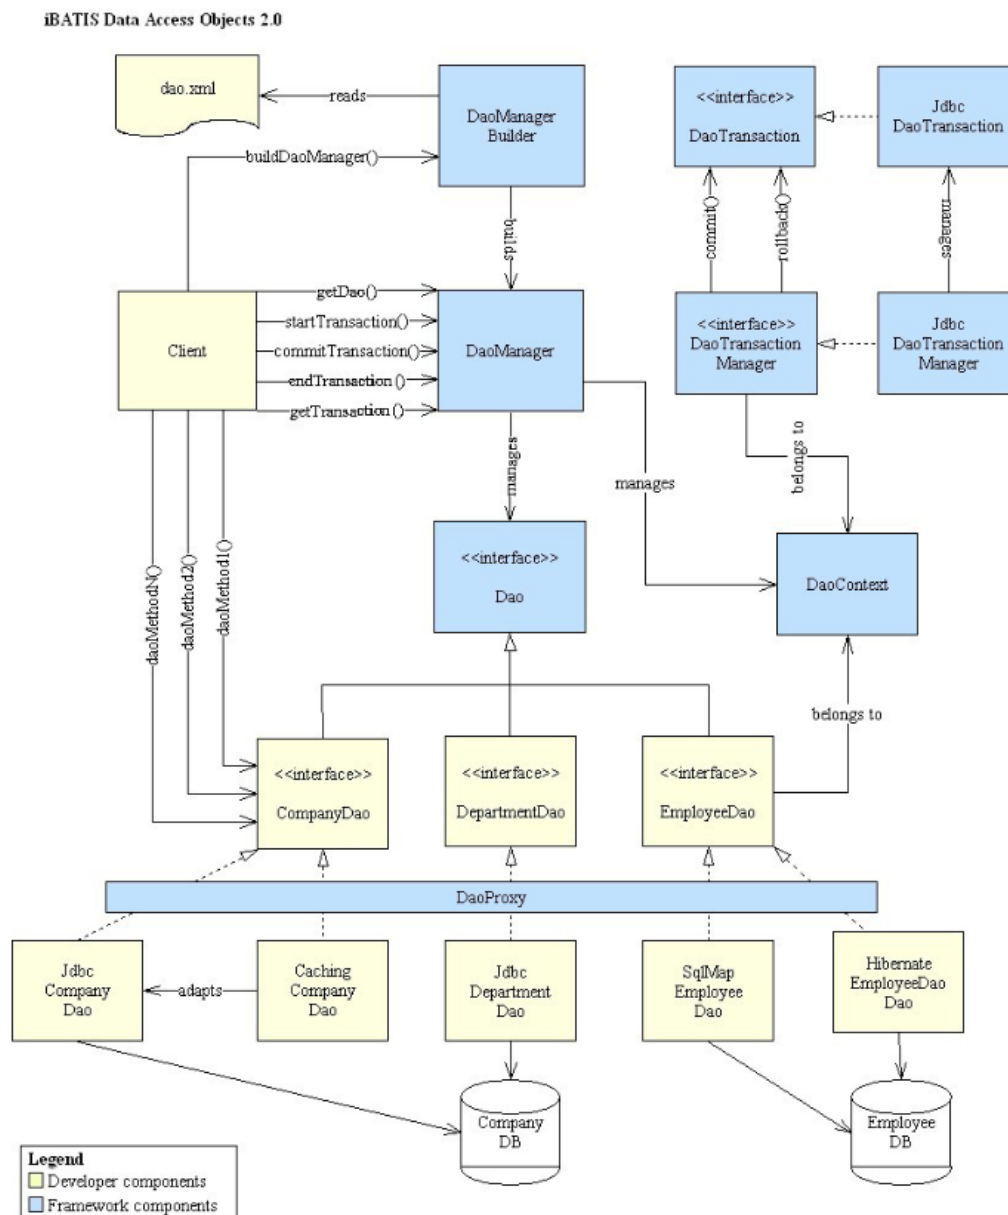 iBATIS Data Access Objects 2.0
dao.xml
reads
DaoManager
Builder
<<interface>>
DaoTransaction
Jdbc
DaoTransaction
buildDaoManager()
builds
commit()
rollback()
manages
Client
getDao()
startTransaction()
commitTransaction()
endTransaction()
getTransaction()
DaoManager
<<interface>>
DaoTransaction
Manager
Jdbc
DaoTransaction
Manager
manages
manages
belongs to
daoMethodN()
daoMethod2()
daoMethod1()
<<interface>>
Dao
DaoContext
belongs to
<<interface>>
CompanyDao
<<interface>>
DepartmentDao
<<interface>>
EmployeeDao
DaoProxy
Jdbc
Company
Dao
adapts
Caching
Company
Dao
Jdbc
Department
Dao
SqlMap
Employee
Dao
Hibernate
EmployeeDao
Dao
Company
DB
Employee
DB
Legend
Developer components
Framework components